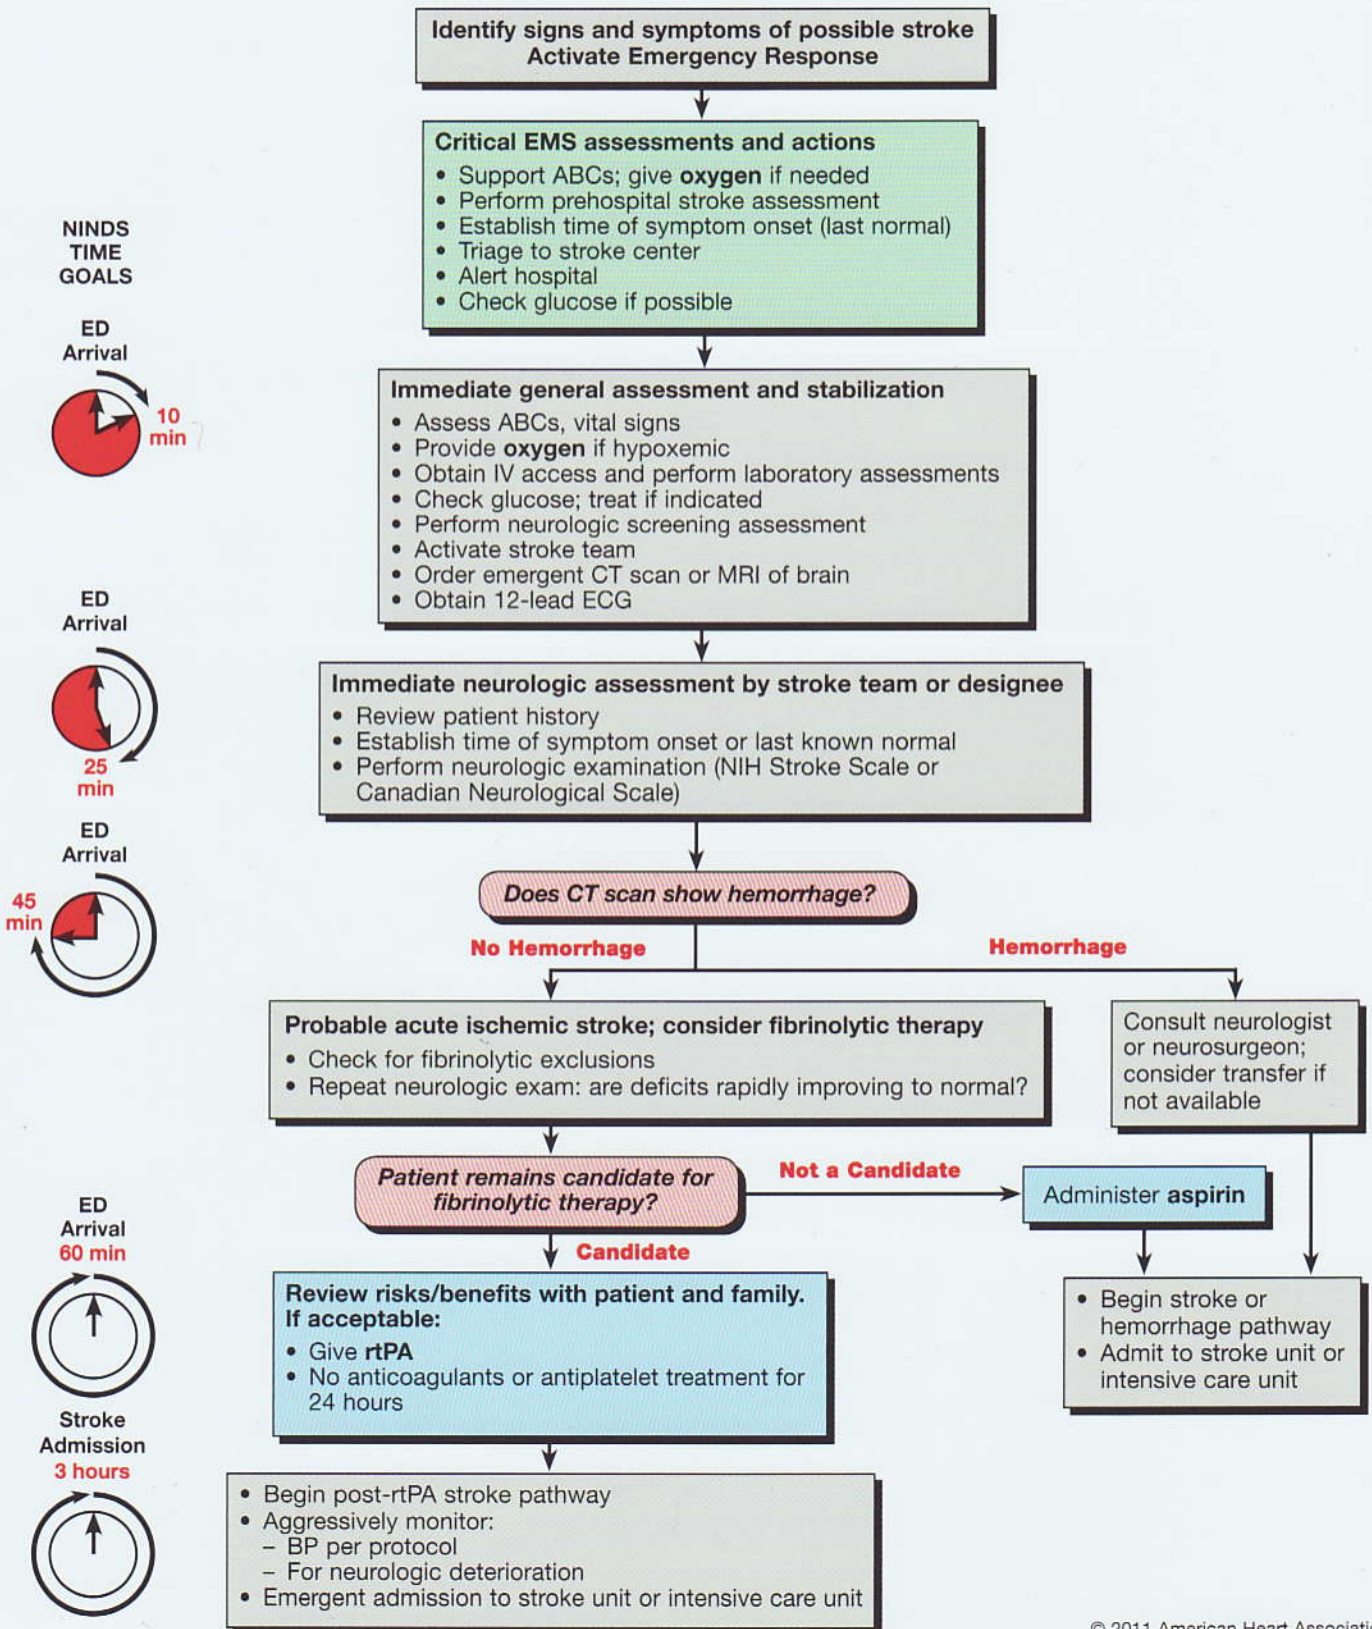 Identify signs and symptoms of possible stroke
Activate Emergency Response
Critical EMS assessments and actions
• Support ABCs; give oxygen if needed
• Perform prehospital stroke assessment
• Establish time of symptom onset (last normal)
• Triage to stroke center
• Alert hospital
• Check glucose if possible
NINDS
TIME
GOALS
ED
Arrival
10
min
Immediate general assessment and stabilization
• Assess ABCs, vital signs
• Provide oxygen if hypoxemic
• Obtain IV access and perform laboratory assessments
• Check glucose; treat if indicated
• Perform neurologic screening assessment
• Activate stroke team
• Order emergent CT scan or MRI of brain
• Obtain 12-lead ECG
ED
Arrival
25
min
Immediate neurologic assessment by stroke team or designee
• Review patient history
• Establish time of symptom onset or last known normal
• Perform neurologic examination (NIH Stroke Scale or
Canadian Neurological Scale)
ED
Arrival
45
min
Does CT scan show hemorrhage?
No Hemorrhage
Hemorrhage
Probable acute ischemic stroke; consider fibrinolytic therapy
• Check for fibrinolytic exclusions
• Repeat neurologic exam: are deficits rapidly improving to normal?
Consult neurologist
or neurosurgeon;
consider transfer if
not available
Patient remains candidate for
fibrinolytic therapy?
Not a Candidate
Administer aspirin
Candidate
ED
Arrival
60 min
Review risks/benefits with patient and family.
If acceptable:
• Give rtPA
• No anticoagulants or antiplatelet treatment for
24 hours
• Begin stroke or
hemorrhage pathway
• Admit to stroke unit or
intensive care unit
Stroke
Admission
3 hours
• Begin post-rtPA stroke pathway
• Aggressively monitor:
– BP per protocol
– For neurologic deterioration
• Emergent admission to stroke unit or intensive care unit
© 2011 American Heart